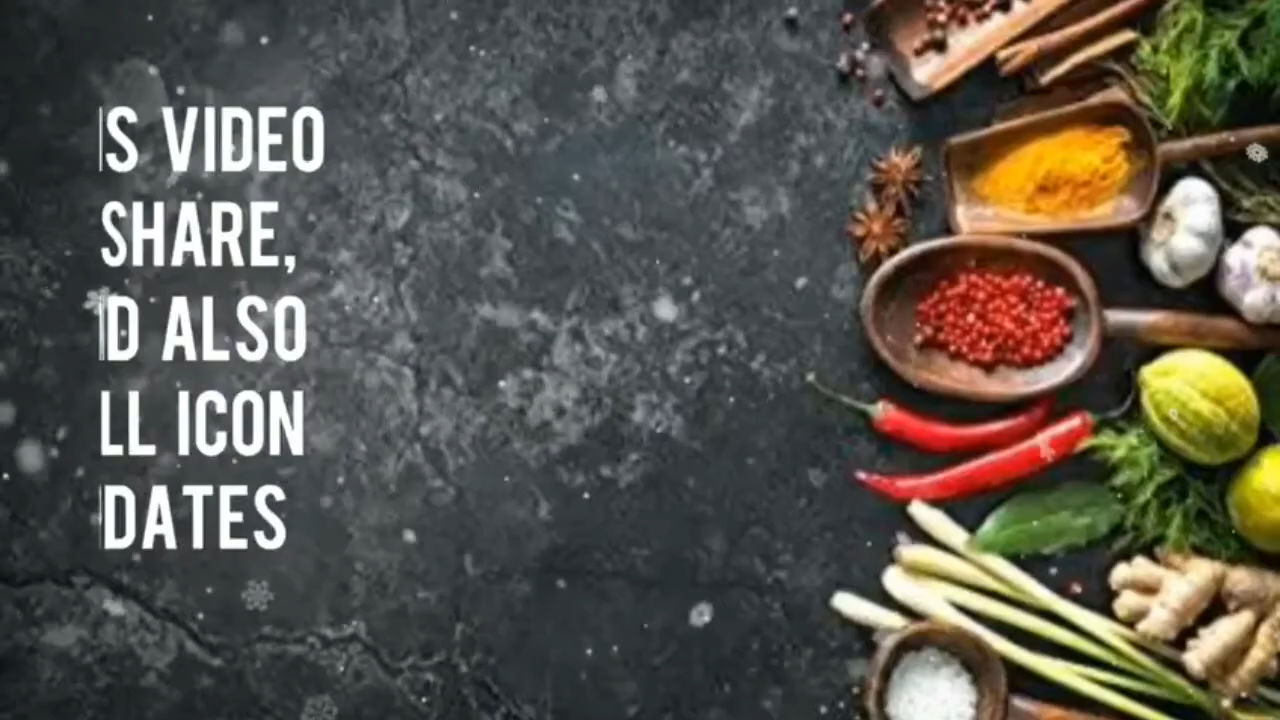 S VIDEO
SHARE,
D ALSO
LL ICON
DATES